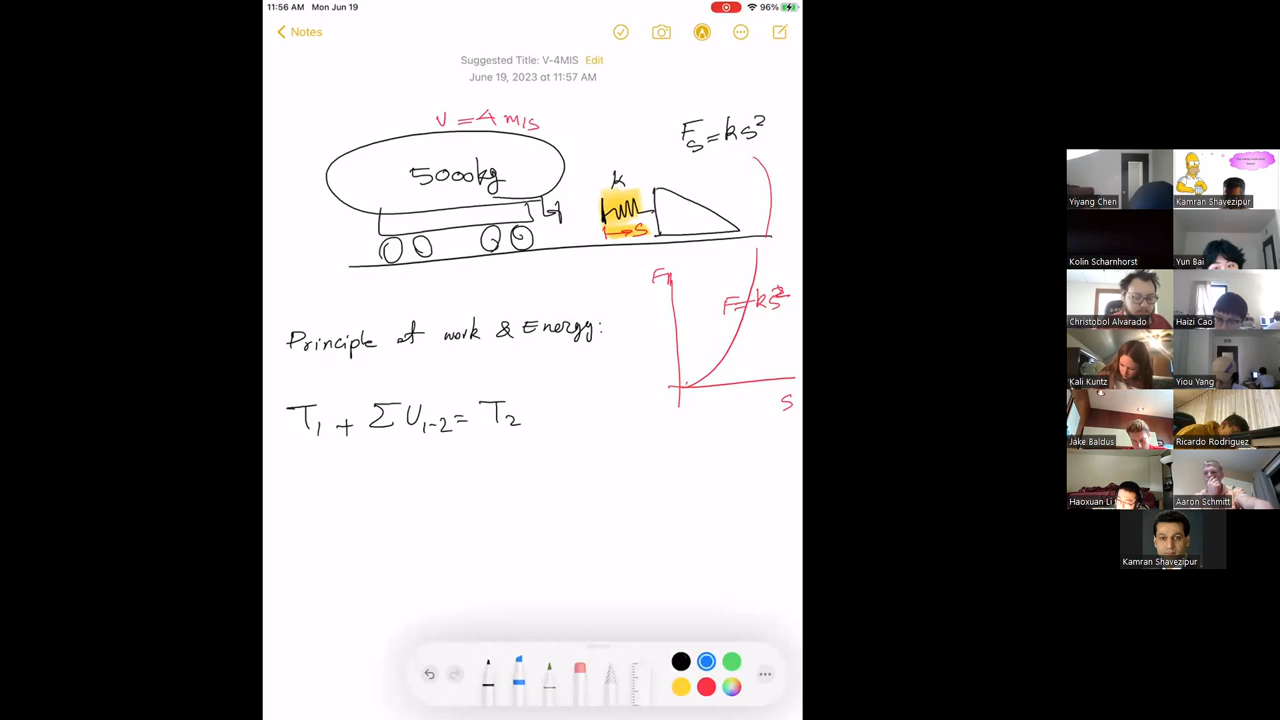 11:56 AM Mon Jun 19
96%
Notes
Suggested Title: V-4MIS Edit
June 19, 2023 at 11:57 AM
V = 4 m/s
5000kg
k
S
F_s = ks²
F
F = ks²
S
Principle of work & Energy:
T₁ + ΣU₁₋₂ = T₂
Yiyang Chen
Kamran Shavezipur
Kolin Scharnhorst
Yun Bai
Christobol Alvarado
Haizi Cao
Kali Kuntz
Yiou Yang
Jake Baldus
Ricardo Rodriguez
Haoxuan Li
Aaron Schmitt
Kamran Shavezipur